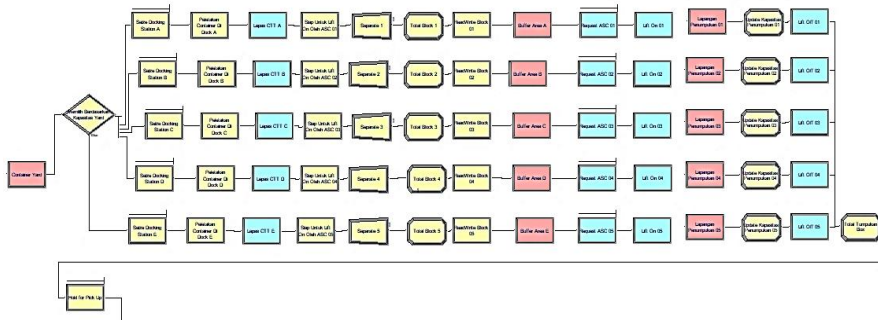 Seize Docking
Station A
Peletakan
Container Di
Dock A
Lepas CTT A
Siap Untuk Lift
On Oleh ASC 01
Separate 1
Total Block 1
ReadWrite Block
01
Buffer Area A
Request ASC 01
Lift On 01
Lapangan
Penumpukan 01
Update Kapasitas
Penumpukan 01
Lift Off 01
Seize Docking
Station B
Peletakan
Container Di
Dock B
Lepas CTT B
Siap Untuk Lift
On Oleh ASC 02
Separate 2
Total Block 2
ReadWrite Block
02
Buffer Area B
Request ASC 02
Lift On 02
Lapangan
Penumpukan 02
Update Kapasitas
Penumpukan 02
Lift Off 02
Memilih Berdasarkan
Kapasitas Yard
Else
Seize Docking
Station C
Peletakan
Container Di
Dock C
Lepas CTT C
Siap Untuk Lift
On Oleh ASC 03
Separate 3
Total Block 3
ReadWrite Block
03
Buffer Area C
Request ASC 03
Lift On 03
Lapangan
Penumpukan 03
Update Kapasitas
Penumpukan 03
Lift Off 03
Container Yard
Seize Docking
Station D
Peletakan
Container Di
Dock D
Lepas CTT D
Siap Untuk Lift
On Oleh ASC 04
Separate 4
Total Block 4
ReadWrite Block
04
Buffer Area D
Request ASC 04
Lift On 04
Lapangan
Penumpukan 04
Update Kapasitas
Penumpukan 04
Lift Off 04
Seize Docking
Station E
Peletakan
Container Di
Dock E
Lepas CTT E
Siap Untuk Lift
On Oleh ASC 05
Separate 5
Total Block 5
ReadWrite Block
05
Buffer Area E
Request ASC 05
Lift On 05
Lapangan
Penumpukan 05
Update Kapasitas
Penumpukan 05
Lift Off 05
Total Tumpukan
Box
Hold for Pick Up